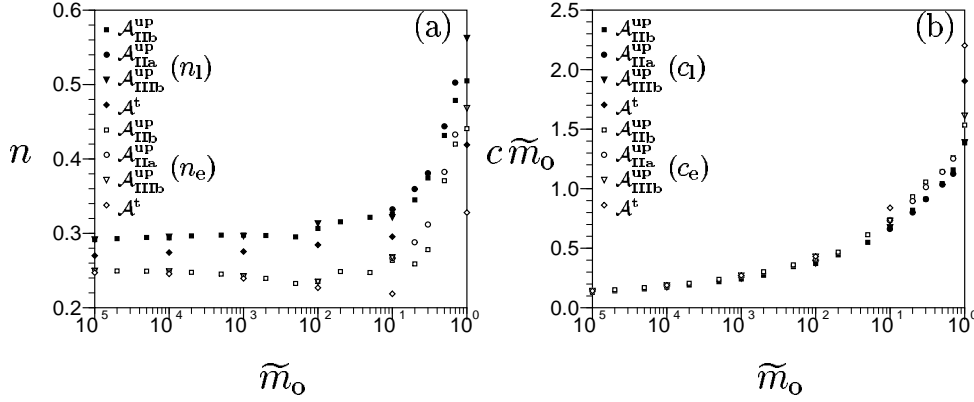 (a)
n
0.6
0.5
0.4
0.3
0.2
𝒜^up_IIb
𝒜^up_IIa (n_l)
𝒜^up_IIIb
𝒜^t
𝒜^up_IIb
𝒜^up_IIa (n_e)
𝒜^up_IIIb
𝒜^t
10^5 10^4 10^3 10^2 10^1 10^0
m̃_o
(b)
c m̃_o
2.5
2.0
1.5
1.0
0.5
0.0
𝒜^up_IIb
𝒜^up_IIa (c_l)
𝒜^up_IIIb
𝒜^t
𝒜^up_IIb
𝒜^up_IIa (c_e)
𝒜^up_IIIb
𝒜^t
10^5 10^4 10^3 10^2 10^1 10^0
m̃_o